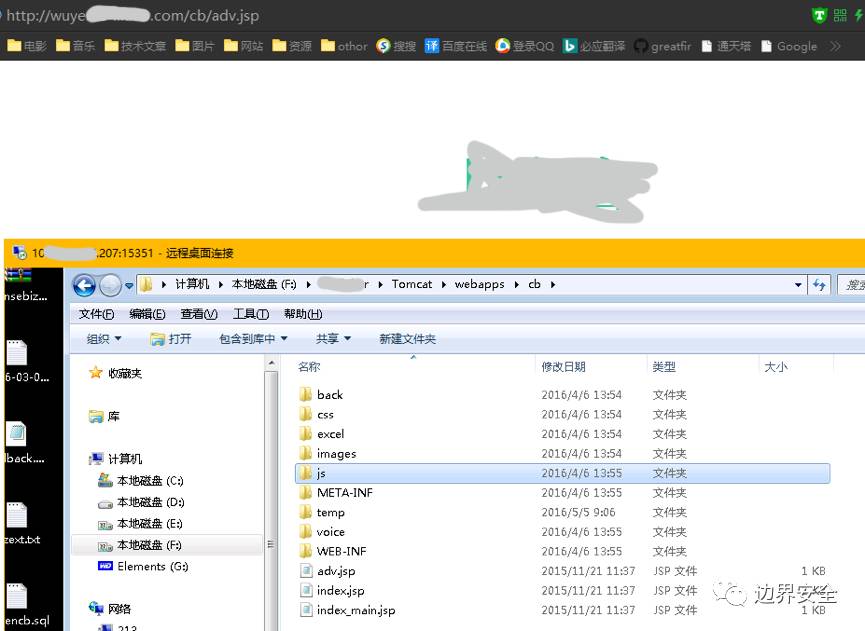 http://wuye .com/cb/adv.jsp
电影 音乐 技术文章 图片 网站 资源 othor 搜搜 译 百度在线 登录QQ 必应翻译 greatfir 通天塔 Google
10 .207:15351 - 远程桌面连接
计算机 本地磁盘 (F:) r Tomcat webapps cb
文件(F) 编辑(E) 查看(V) 工具(T) 帮助(H)
组织 打开 包含到库中 共享 新建文件夹
nsebiz...
6-03-0...
lback....
zext.txt
encb.sql
收藏夹
库
计算机
本地磁盘 (C:)
本地磁盘 (D:)
本地磁盘 (E:)
本地磁盘 (F:)
Elements (G:)
网络
213
名称 修改日期 类型 大小
back 2016/4/6 13:54 文件夹
css 2016/4/6 13:54 文件夹
excel 2016/4/6 13:54 文件夹
images 2016/4/6 13:54 文件夹
js 2016/4/6 13:55 文件夹
META-INF 2016/4/6 13:55 文件夹
temp 2016/5/5 9:06 文件夹
voice 2016/4/6 13:55 文件夹
WEB-INF 2016/4/6 13:55 文件夹
adv.jsp 2015/11/21 11:37 JSP 文件 1 KB
index.jsp 2015/11/21 11:37 JSP 文件
index_main.jsp 2015/11/21 11:37 JSP 文件 1 KB
边界安全